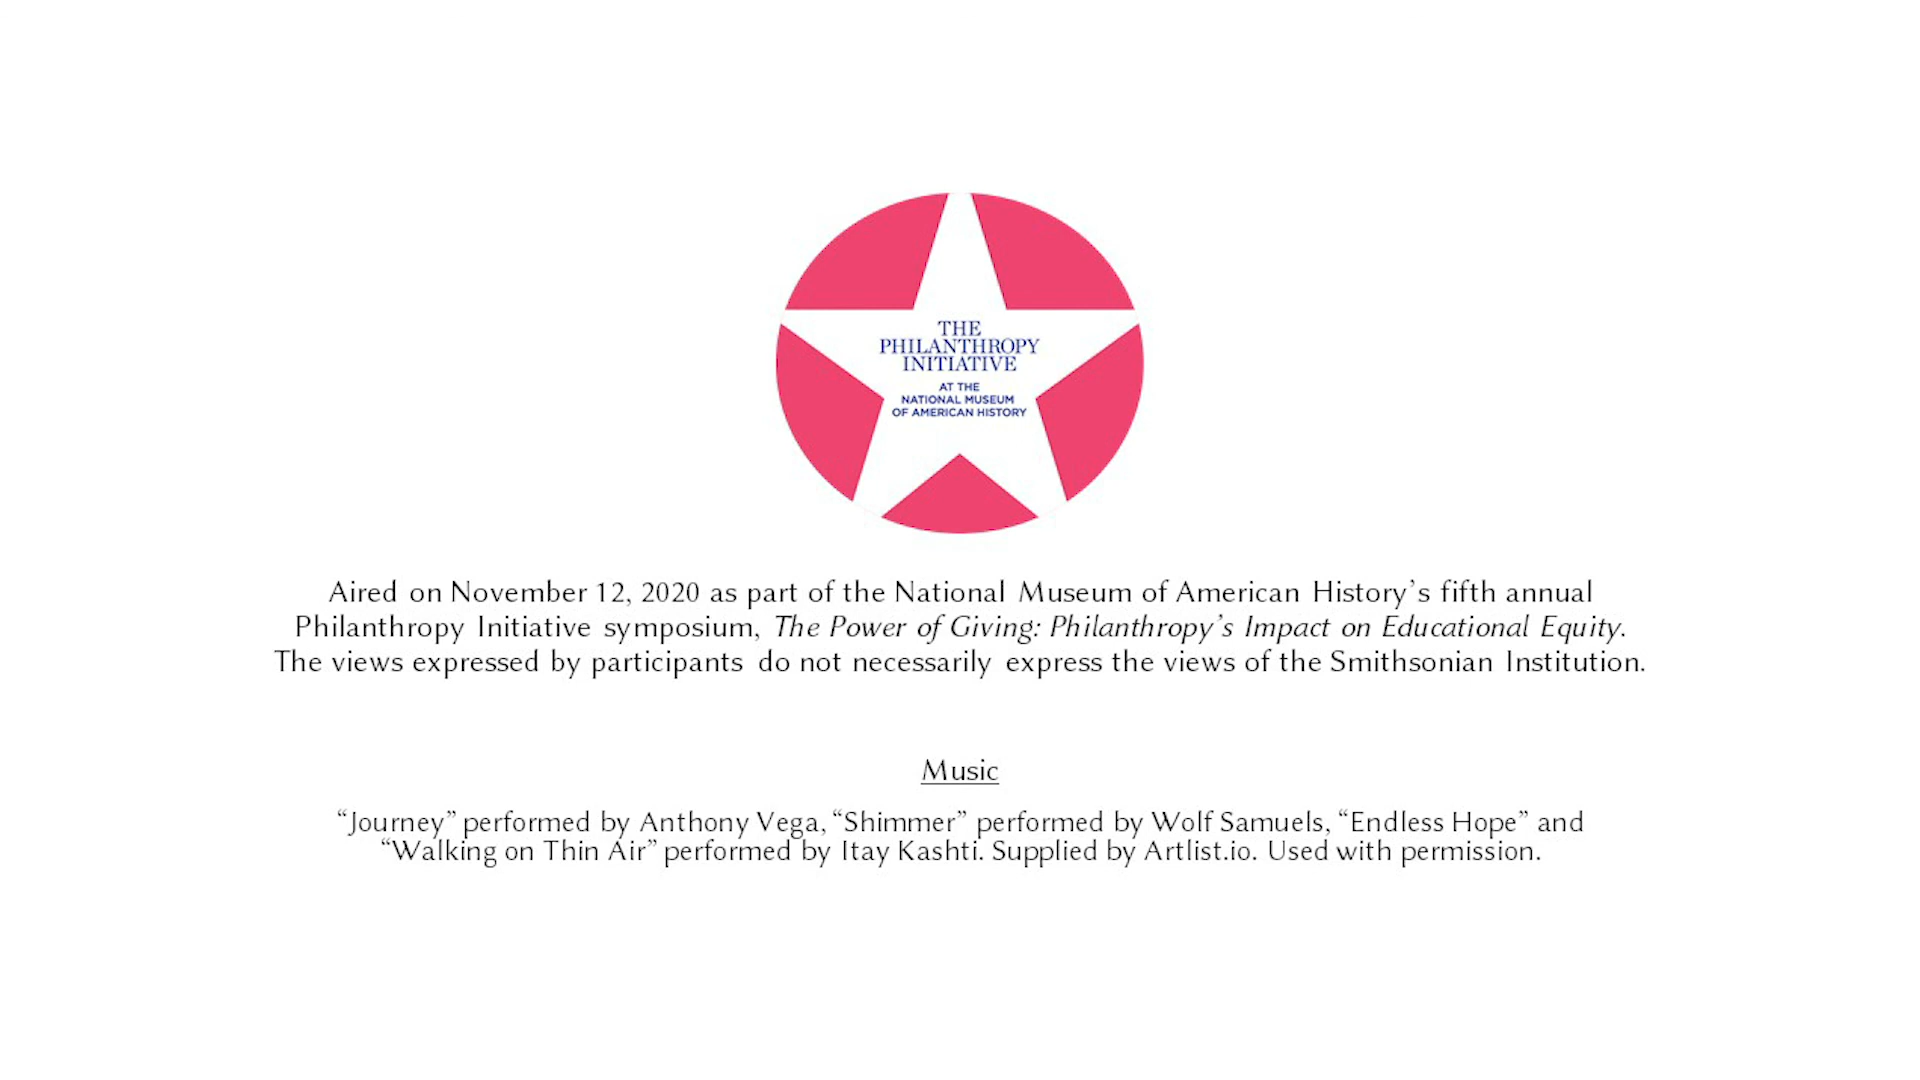 THE
PHILANTHROPY
INITIATIVE
AT THE
NATIONAL MUSEUM
OF AMERICAN HISTORY
Aired on November 12, 2020 as part of the National Museum of American History’s fifth annual
Philanthropy Initiative symposium, The Power of Giving: Philanthropy’s Impact on Educational Equity.
The views expressed by participants do not necessarily express the views of the Smithsonian Institution.
Music
“Journey” performed by Anthony Vega, “Shimmer” performed by Wolf Samuels, “Endless Hope” and
“Walking on Thin Air” performed by Itay Kashti. Supplied by Artlist.io. Used with permission.